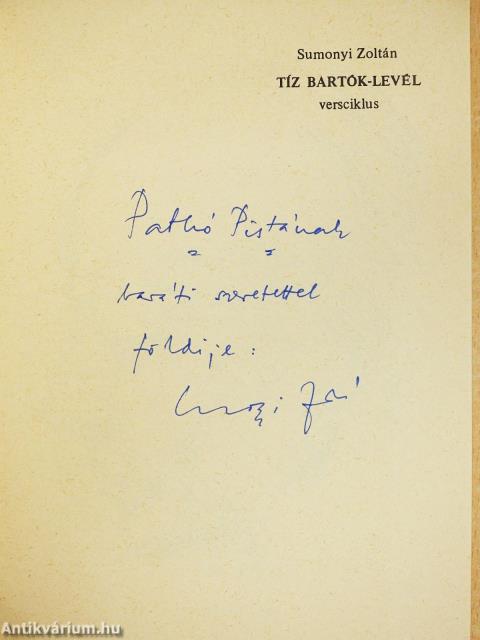 Sumonyi Zoltán
TÍZ BARTÓK-LEVÉL
versciklus
Pathó Pistának
baráti szeretettel
földije:
Antikvárium.hu